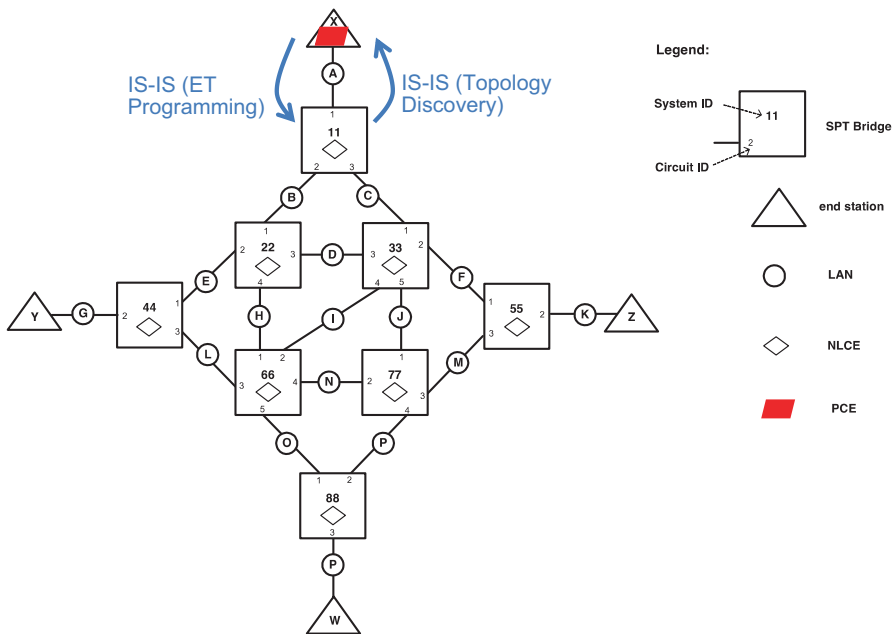 X
IS-IS (ET
Programming)
IS-IS (Topology
Discovery)
A
1
11
2 3
B C
1
22
2 3
4
D
1
33
3 2
4 5
E F
Y G
44
2 1
3
H I J
55
1 2
3
K Z
L M
1 2
66
3 4
5
N
1
77
2 3
4
O P
1 2
88
3
P
W
Legend:
System ID
11
2
7
Circuit ID
SPT Bridge
end station
LAN
NLCE
PCE